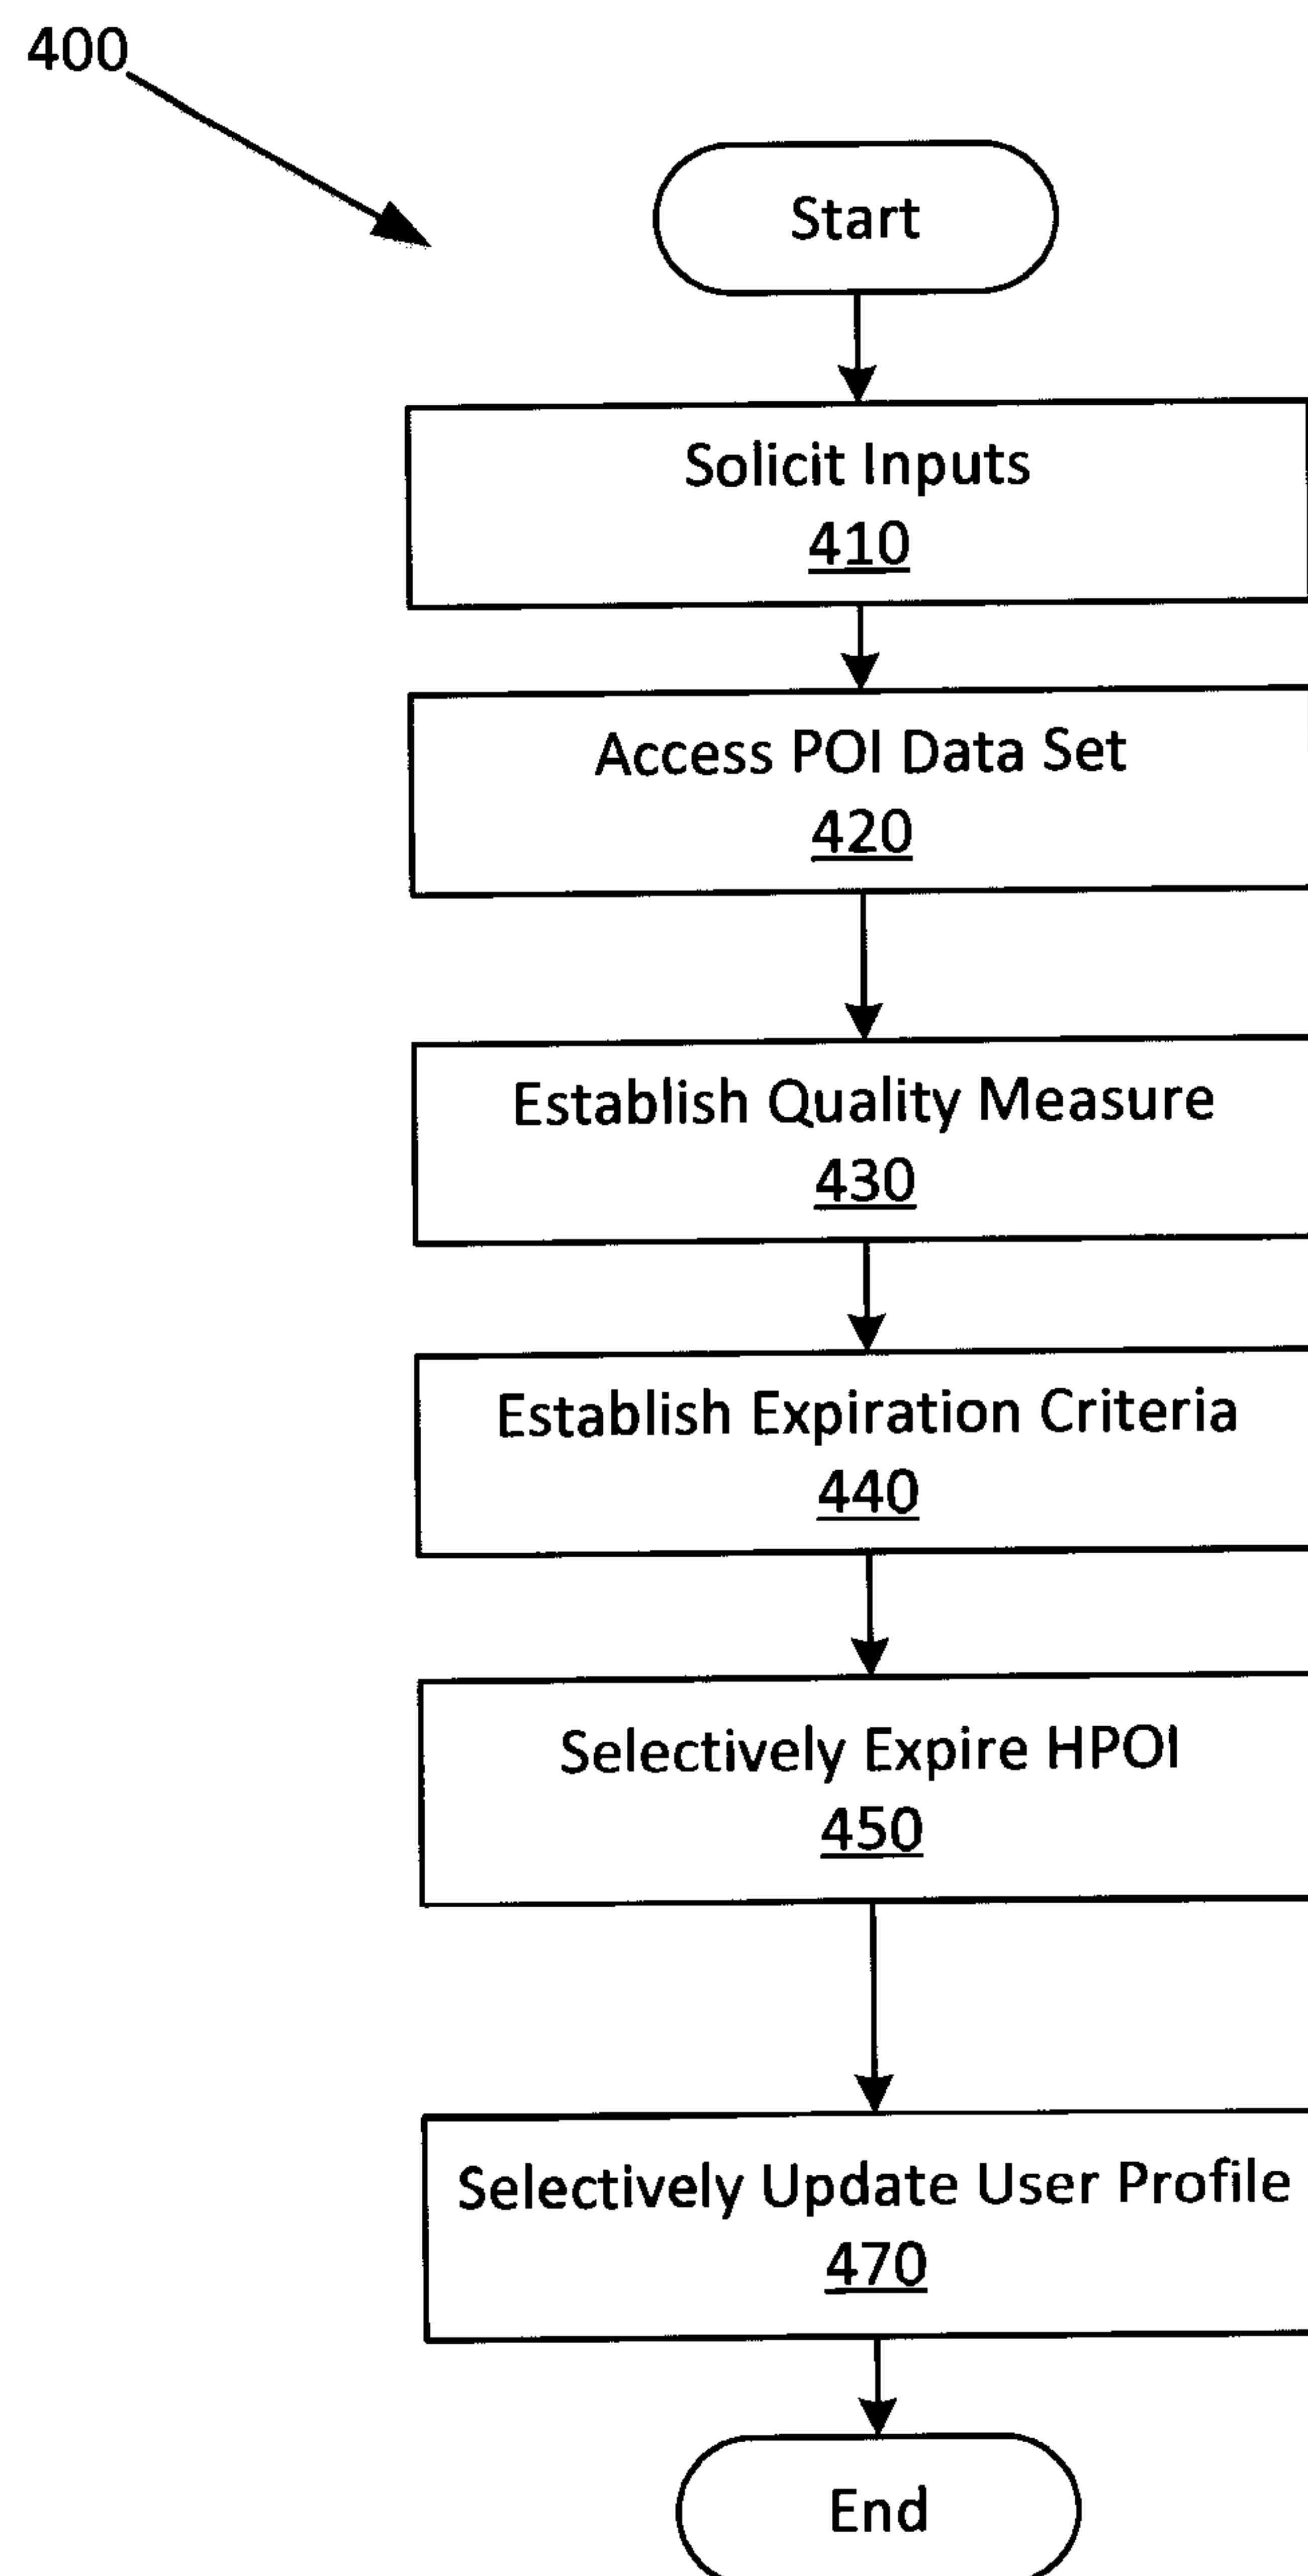 400
Start
Solicit Inputs
410
Access POI Data Set
420
Establish Quality Measure
430
Establish Expiration Criteria
440
Selectively Expire HPOI
450
Selectively Update User Profile
470
End